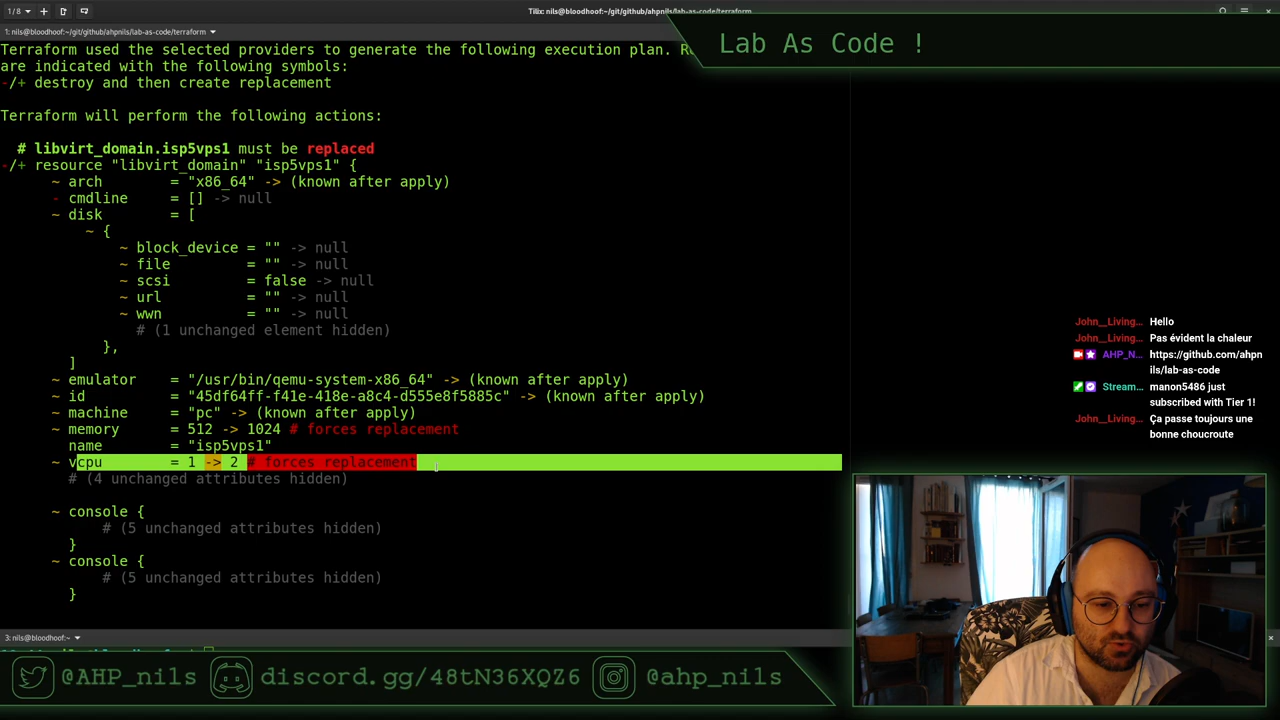 1 / 8
Tilix: nils@bloodhoof:~/git/github/ahpnils/lab-as-code/terraform
1: nils@bloodhoof:~/git/github/ahpnils/lab-as-code/terraform
Lab As Code !
Terraform used the selected providers to generate the following execution plan.
are indicated with the following symbols:
-/+ destroy and then create replacement
Terraform will perform the following actions:
# libvirt_domain.isp5vps1 must be replaced
-/+ resource "libvirt_domain" "isp5vps1" {
~ arch = "x86_64" -> (known after apply)
- cmdline = [] -> null
~ disk = [
~ {
~ block_device = "" -> null
~ file = "" -> null
~ scsi = false -> null
~ url = "" -> null
~ wwn = "" -> null
# (1 unchanged element hidden)
},
]
~ emulator = "/usr/bin/qemu-system-x86_64" -> (known after apply)
~ id = "45df64ff-f41e-418e-a8c4-d555e8f5885c" -> (known after apply)
~ machine = "pc" -> (known after apply)
~ memory = 512 -> 1024 # forces replacement
name = "isp5vps1"
~ vcpu = 1 -> 2 # forces replacement
# (4 unchanged attributes hidden)
~ console {
# (5 unchanged attributes hidden)
}
~ console {
# (5 unchanged attributes hidden)
}
3: nils@bloodhoof:~
John__Living... Hello
John__Living... Pas évident la chaleur
AHP_N... https://github.com/ahpn
ils/lab-as-code
Stream... manon5486 just
subscribed with Tier 1!
John__Living... Ça passe toujours une
bonne choucroute
@AHP_nils discord.gg/48tN36XQZ6 @ahp_nils